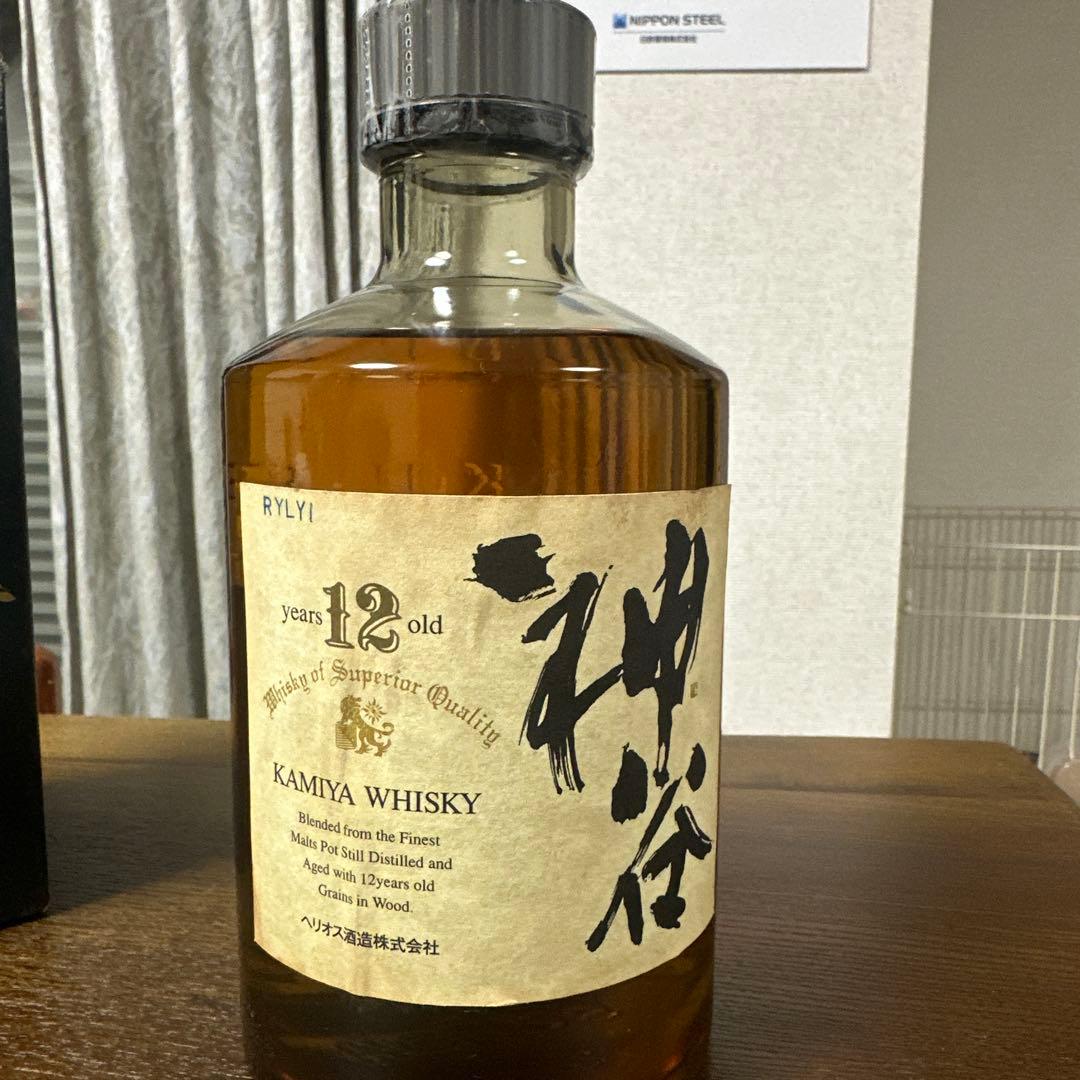 NIPPON STEEL
RYLYI
years 12 old
Whisky of Superior Quality
KAMIYA WHISKY
Blended from the Finest
Malts Pot Still Distilled and
Aged with 12years old
Grains in Wood.
ヘリオス酒造株式会社
神谷